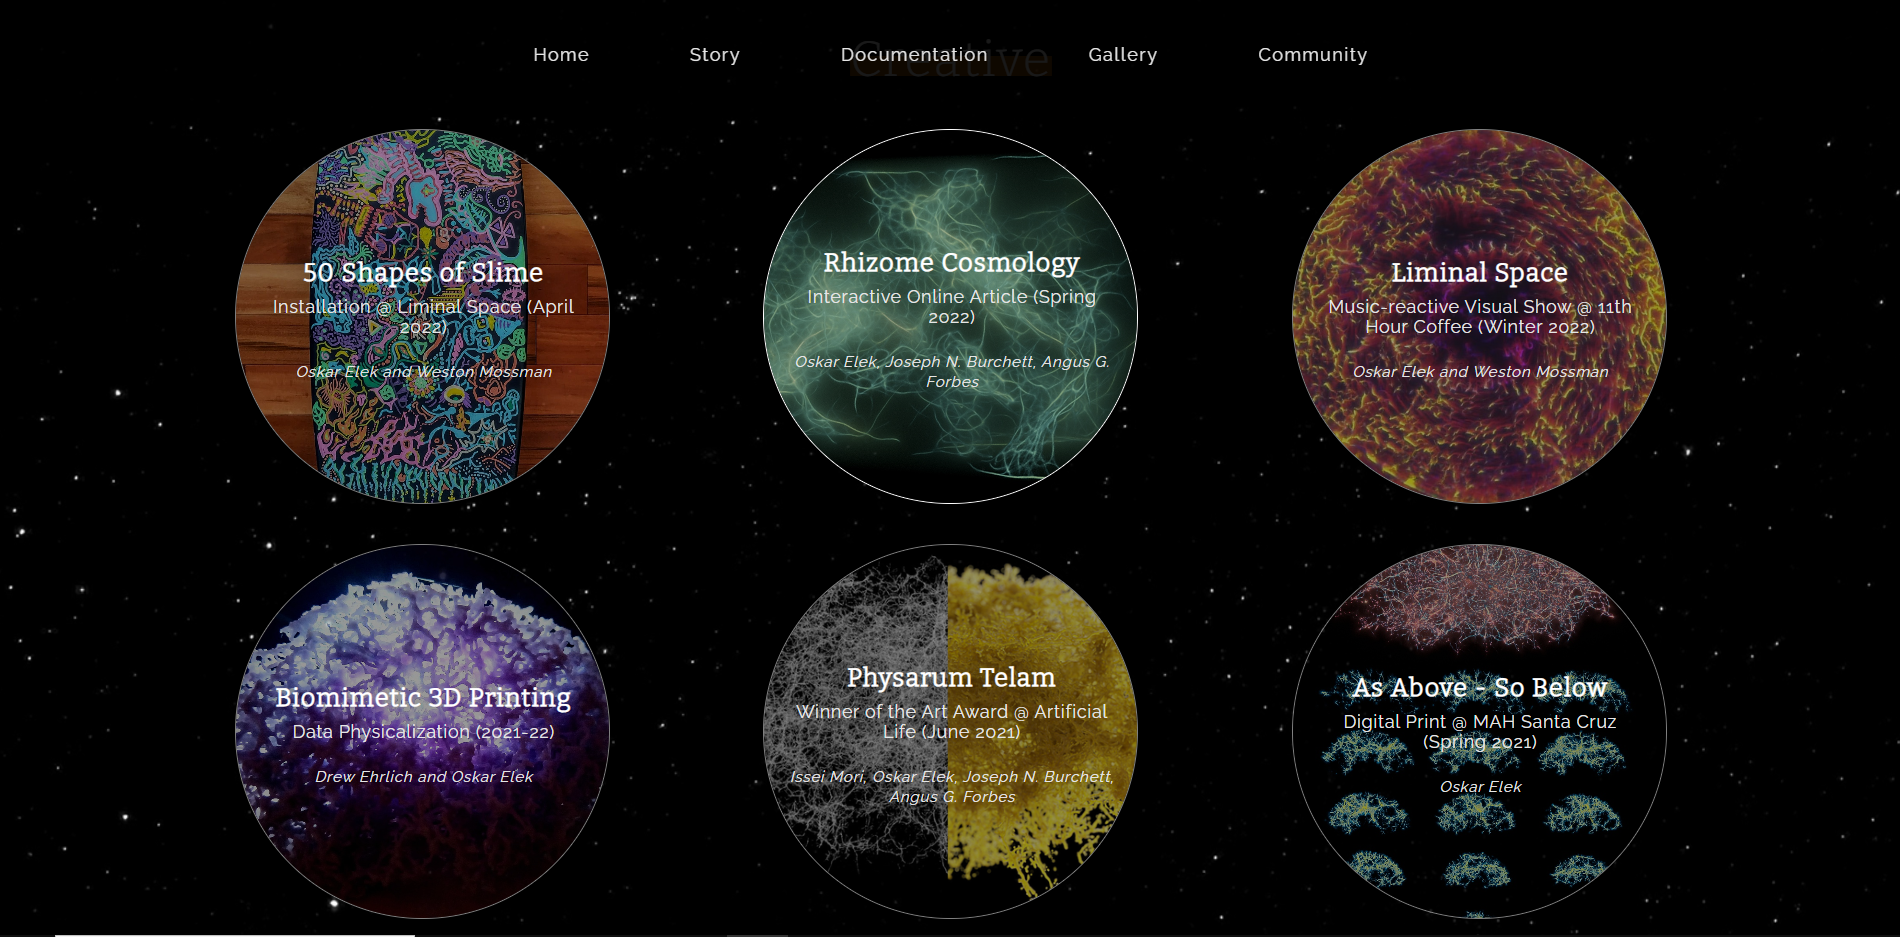 Home
Story
Documentation
Gallery
Community
Creative
50 Shapes of Slime
Installation @ Liminal Space (April
2022)
Oskar Elek and Weston Mossman
Rhizome Cosmology
Interactive Online Article (Spring
2022)
Oskar Elek, Joseph N. Burchett, Angus G.
Forbes
Liminal Space
Music-reactive Visual Show @ 11th
Hour Coffee (Winter 2022)
Oskar Elek and Weston Mossman
Biomimetic 3D Printing
Data Physicalization (2021-22)
Drew Ehrlich and Oskar Elek
Physarum Telam
Winner of the Art Award @ Artificial
Life (June 2021)
Issei Mori, Oskar Elek, Joseph N. Burchett,
Angus G. Forbes
As Above - So Below
Digital Print @ MAH Santa Cruz
(Spring 2021)
Oskar Elek